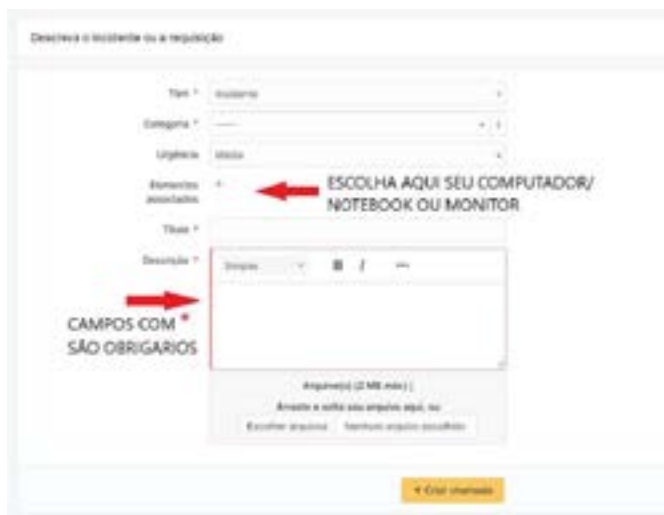 Descreva o incidente ou a requisição
Tipo *
Incidente
Categoria *
-----
Urgência
Média
Elementos associados
+
ESCOLHA AQUI SEU COMPUTADOR/
NOTEBOOK OU MONITOR
Título *
Descrição *
B I ...
CAMPOS COM *
SÃO OBRIGARIOS
Arquivo(s) (2 MB máx) i
Arraste e solte seu arquivo aqui, ou
Escolher arquivos Nenhum arquivo escolhido
+ Criar chamado